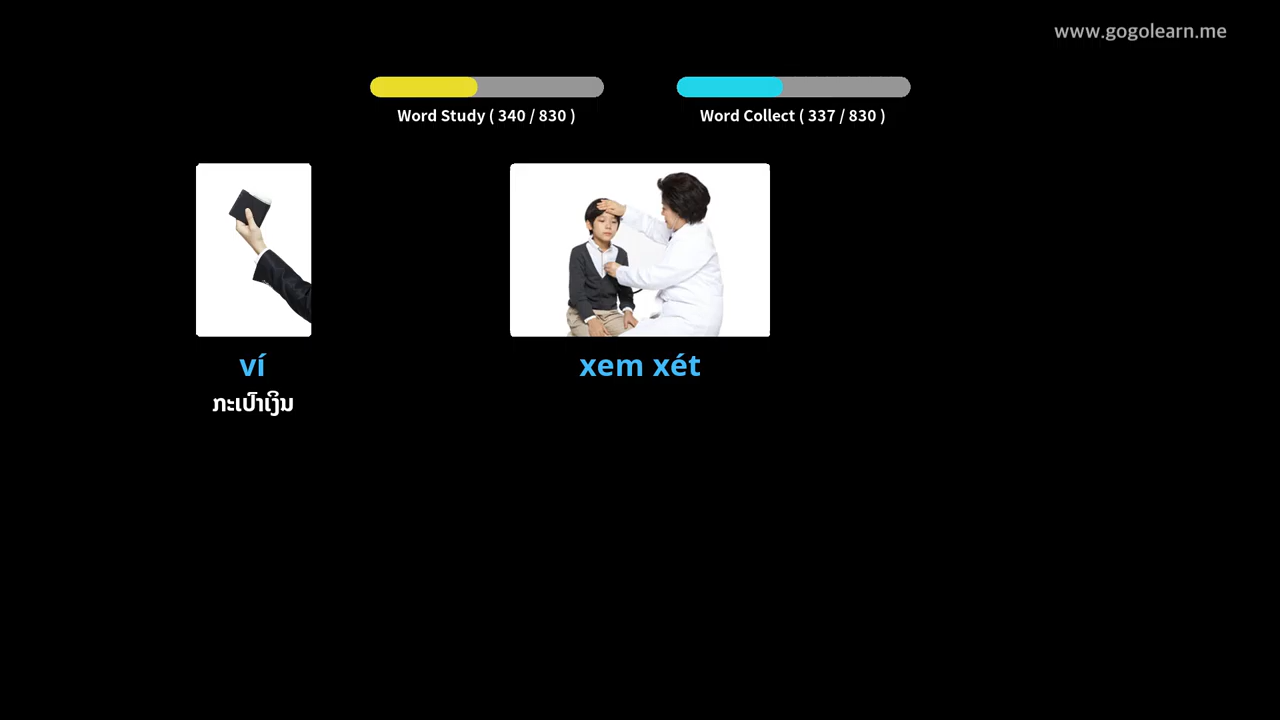 www.gogolearn.me
Word Study ( 340 / 830 )
Word Collect ( 337 / 830 )
ví
ກະເປົາເງິນ
xem xét